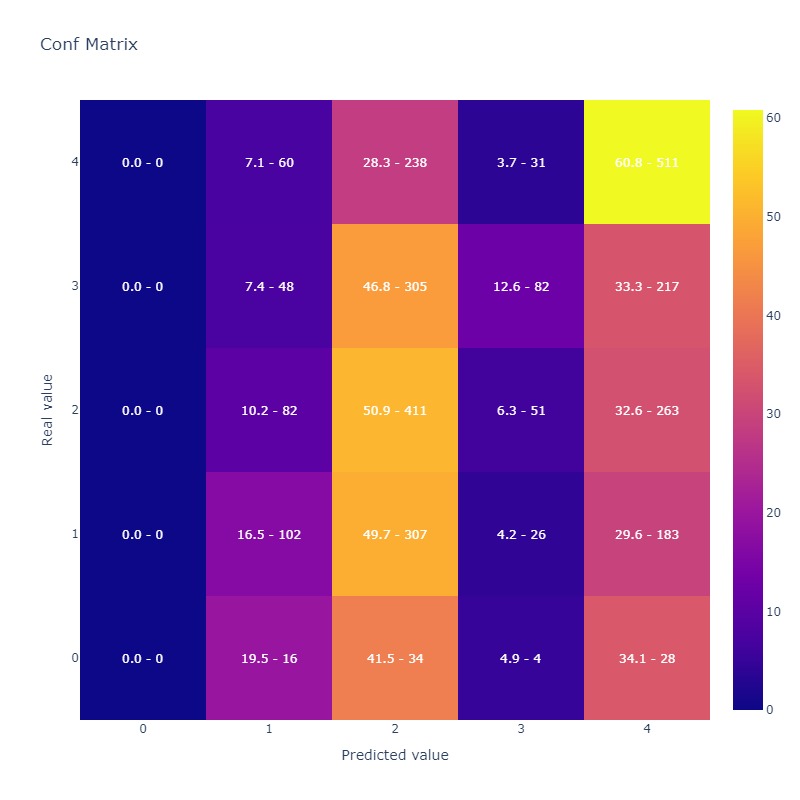 Conf Matrix
4 0.0 - 0 7.1 - 60 28.3 - 238 3.7 - 31 60.8 - 511
3 0.0 - 0 7.4 - 48 46.8 - 305 12.6 - 82 33.3 - 217
2 0.0 - 0 10.2 - 82 50.9 - 411 6.3 - 51 32.6 - 263
1 0.0 - 0 16.5 - 102 49.7 - 307 4.2 - 26 29.6 - 183
0 0.0 - 0 19.5 - 16 41.5 - 34 4.9 - 4 34.1 - 28
0 1 2 3 4
Predicted value
Real value
60
50
40
30
20
10
0